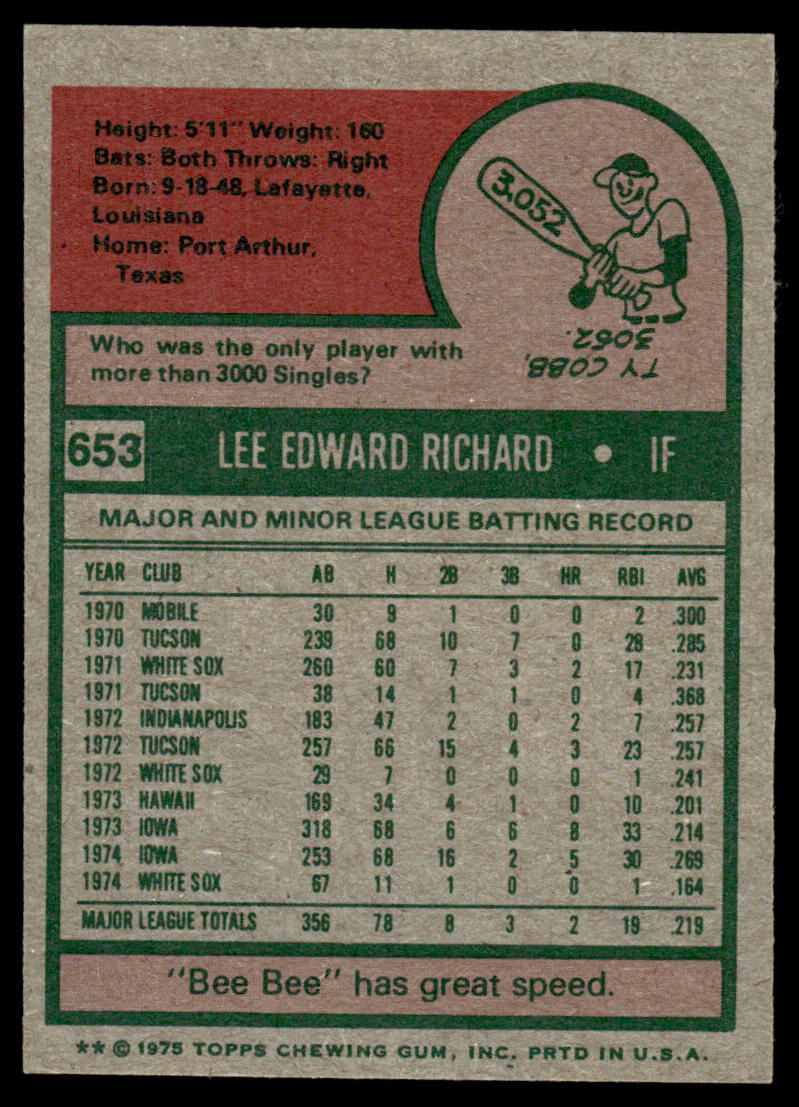 Height: 5'11" Weight: 160
Bats: Both Throws: Right
Born: 9-18-48, Lafayette,
Louisiana
Home: Port Arthur,
Texas
3,052
TY COBB,
3052.
Who was the only player with
more than 3000 Singles?
653 LEE EDWARD RICHARD • IF
MAJOR AND MINOR LEAGUE BATTING RECORD
YEAR CLUB AB H 2B 3B HR RBI AVG
1970 MOBILE 30 9 1 0 0 2 .300
1970 TUCSON 239 68 10 7 0 28 .285
1971 WHITE SOX 260 60 7 3 2 17 .231
1971 TUCSON 38 14 1 1 0 4 .368
1972 INDIANAPOLIS 183 47 2 0 2 7 .257
1972 TUCSON 257 66 15 4 3 23 .257
1972 WHITE SOX 29 7 0 0 0 1 .241
1973 HAWAII 169 34 4 1 0 10 .201
1973 IOWA 318 68 6 6 8 33 .214
1974 IOWA 253 68 16 2 5 30 .269
1974 WHITE SOX 67 11 1 0 0 1 .164
MAJOR LEAGUE TOTALS 356 78 8 3 2 19 .219
"Bee Bee" has great speed.
** © 1975 TOPPS CHEWING GUM, INC. PRTD IN U.S.A.